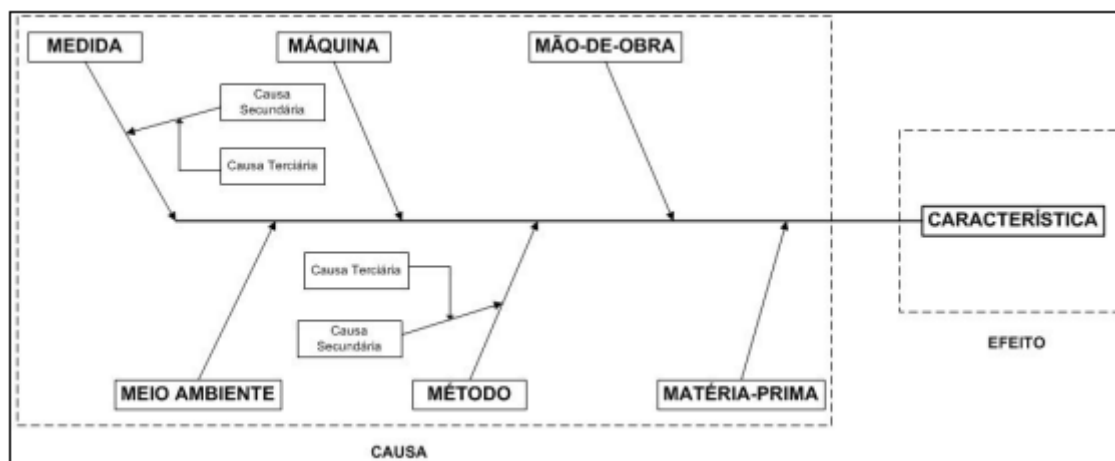 MEDIDA
MÁQUINA
MÃO-DE-OBRA
Causa
Secundária
Causa Terciária
CARACTERÍSTICA
Causa Terciária
Causa
Secundária
EFEITO
MEIO AMBIENTE
MÉTODO
MATÉRIA-PRIMA
CAUSA